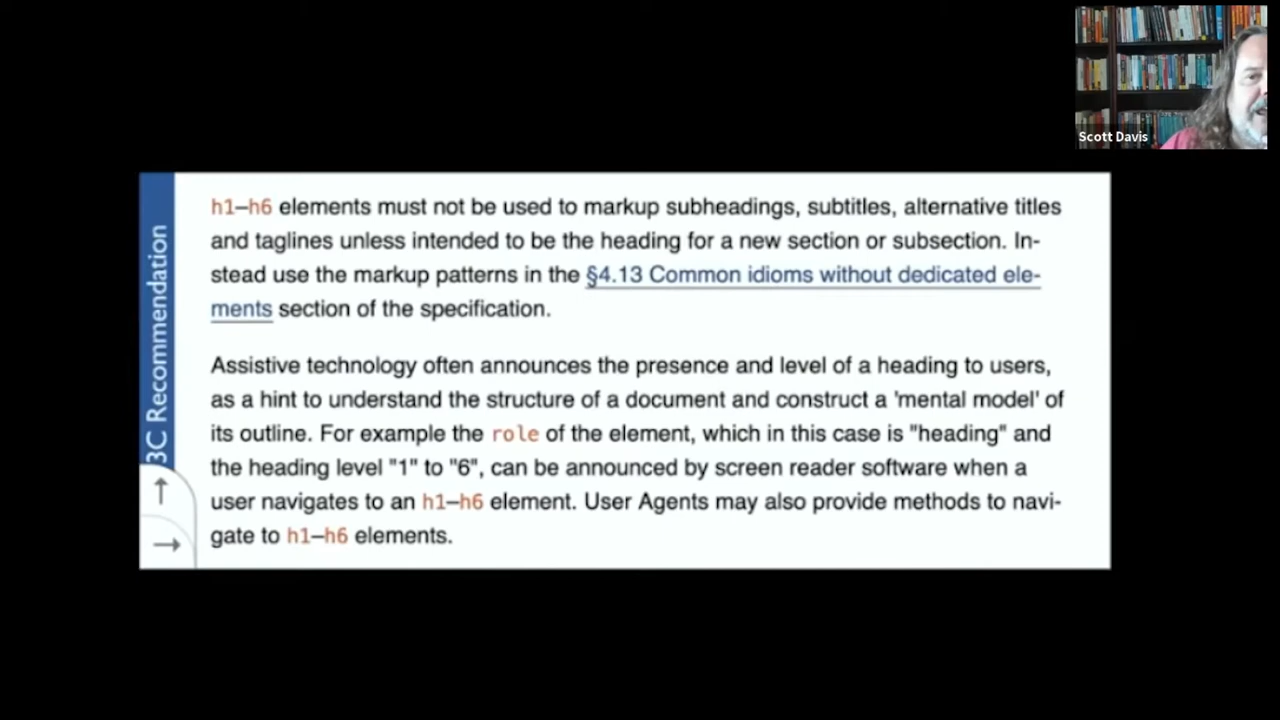 Scott Davis
h1–h6 elements must not be used to markup subheadings, subtitles, alternative titles
and taglines unless intended to be the heading for a new section or subsection. In-
stead use the markup patterns in the §4.13 Common idioms without dedicated ele-
ments section of the specification.
Assistive technology often announces the presence and level of a heading to users,
as a hint to understand the structure of a document and construct a 'mental model' of
its outline. For example the role of the element, which in this case is "heading" and
the heading level "1" to "6", can be announced by screen reader software when a
user navigates to an h1–h6 element. User Agents may also provide methods to navi-
gate to h1–h6 elements.
3C Recommendation
↑
→